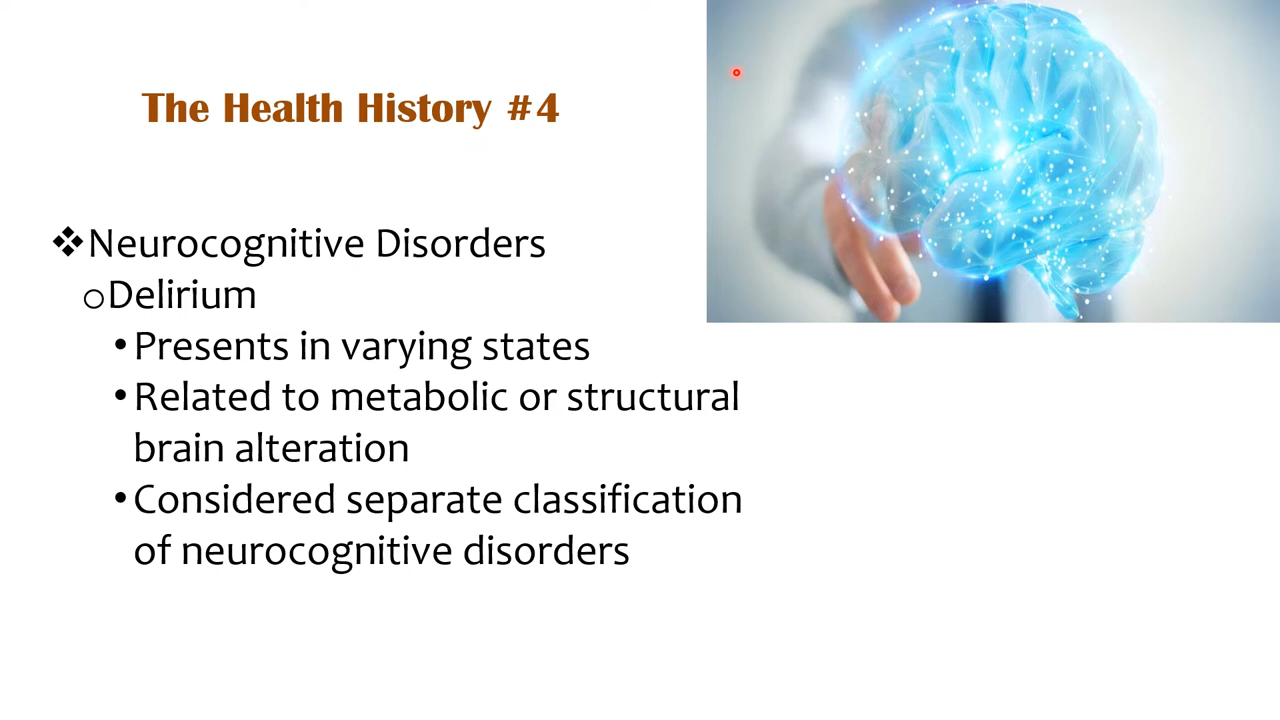 The Health History #4
❖Neurocognitive Disorders
oDelirium
•Presents in varying states
•Related to metabolic or structural
brain alteration
•Considered separate classification
of neurocognitive disorders